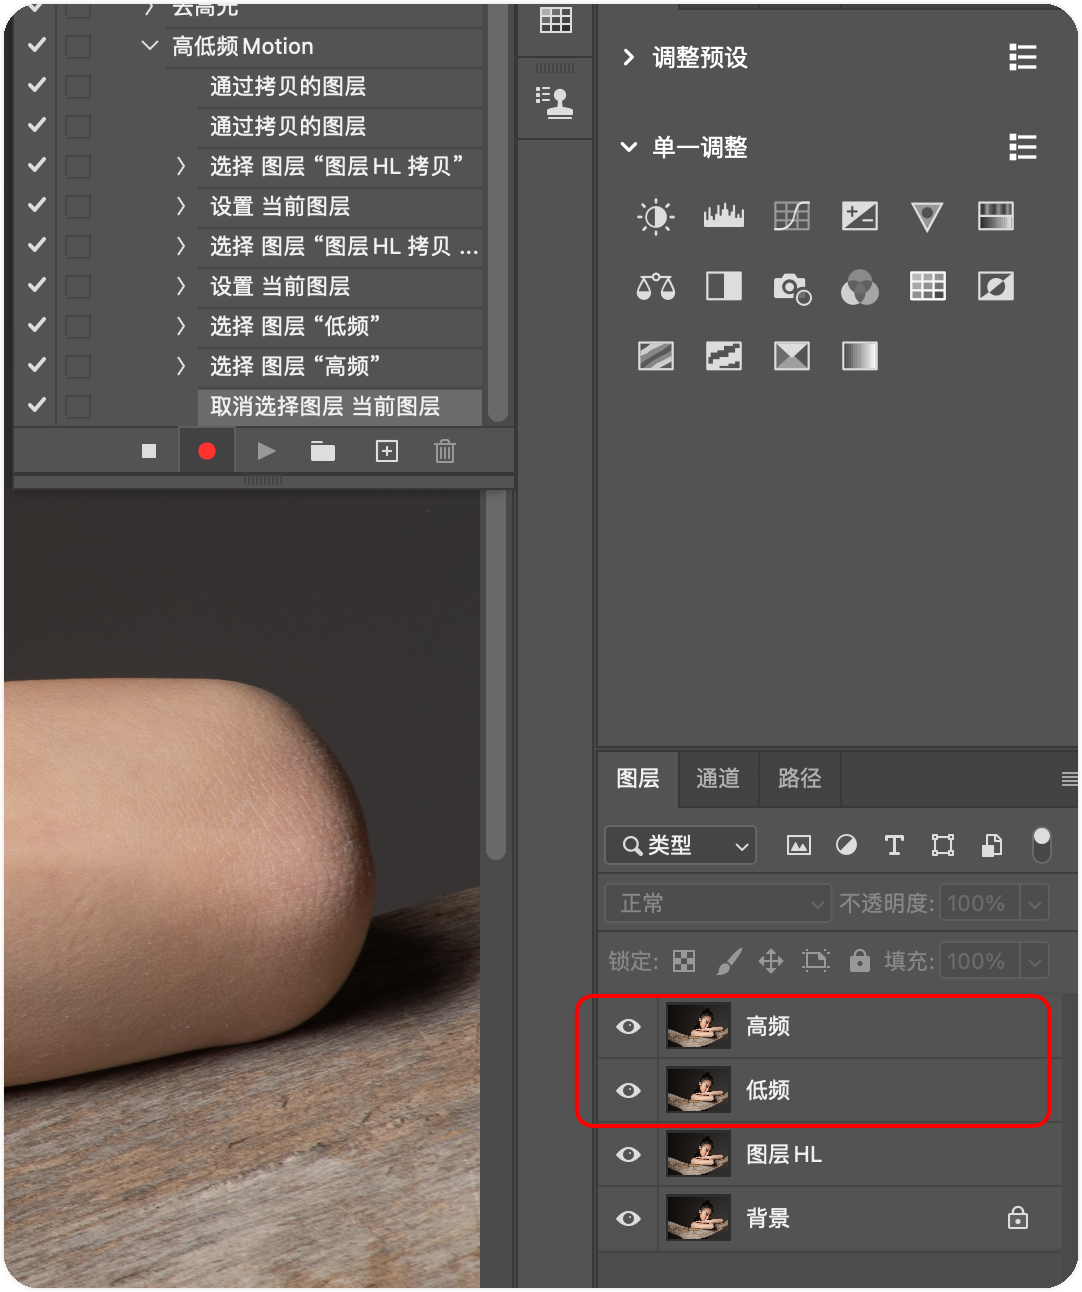 去高光
高低频 Motion
通过拷贝的图层
通过拷贝的图层
选择 图层 “图层 HL 拷贝”
设置 当前图层
选择 图层 “图层 HL 拷贝 ...
设置 当前图层
选择 图层 “低频”
选择 图层 “高频”
取消选择图层 当前图层
调整预设
单一调整
图层 通道 路径
类型
正常 不透明度: 100%
锁定: 填充: 100%
高频
低频
图层 HL
背景